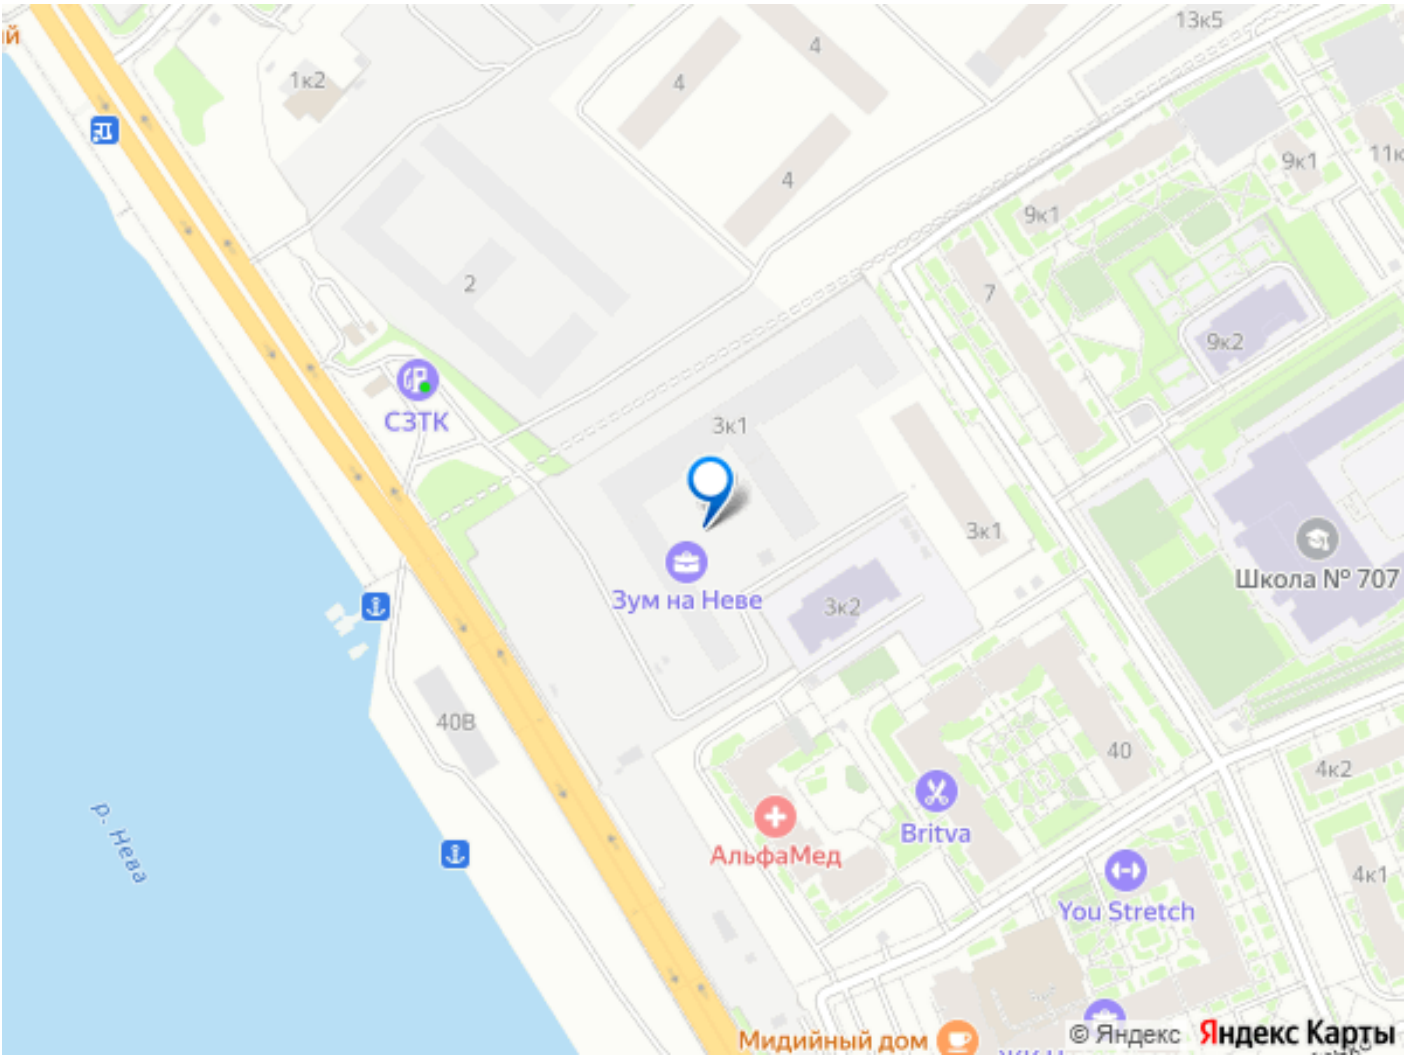 ий
13к5
4
1к2
4
9к1
11к
4
9к1
2
7
9к2
СЗТК
3к1
3к1
Школа № 707
Зум на Неве
3к2
40В
40
4к2
р. Нева
Britva
АльфаМед
4к1
You Stretch
Мидийный дом
© Яндекс
Яндекс Карты